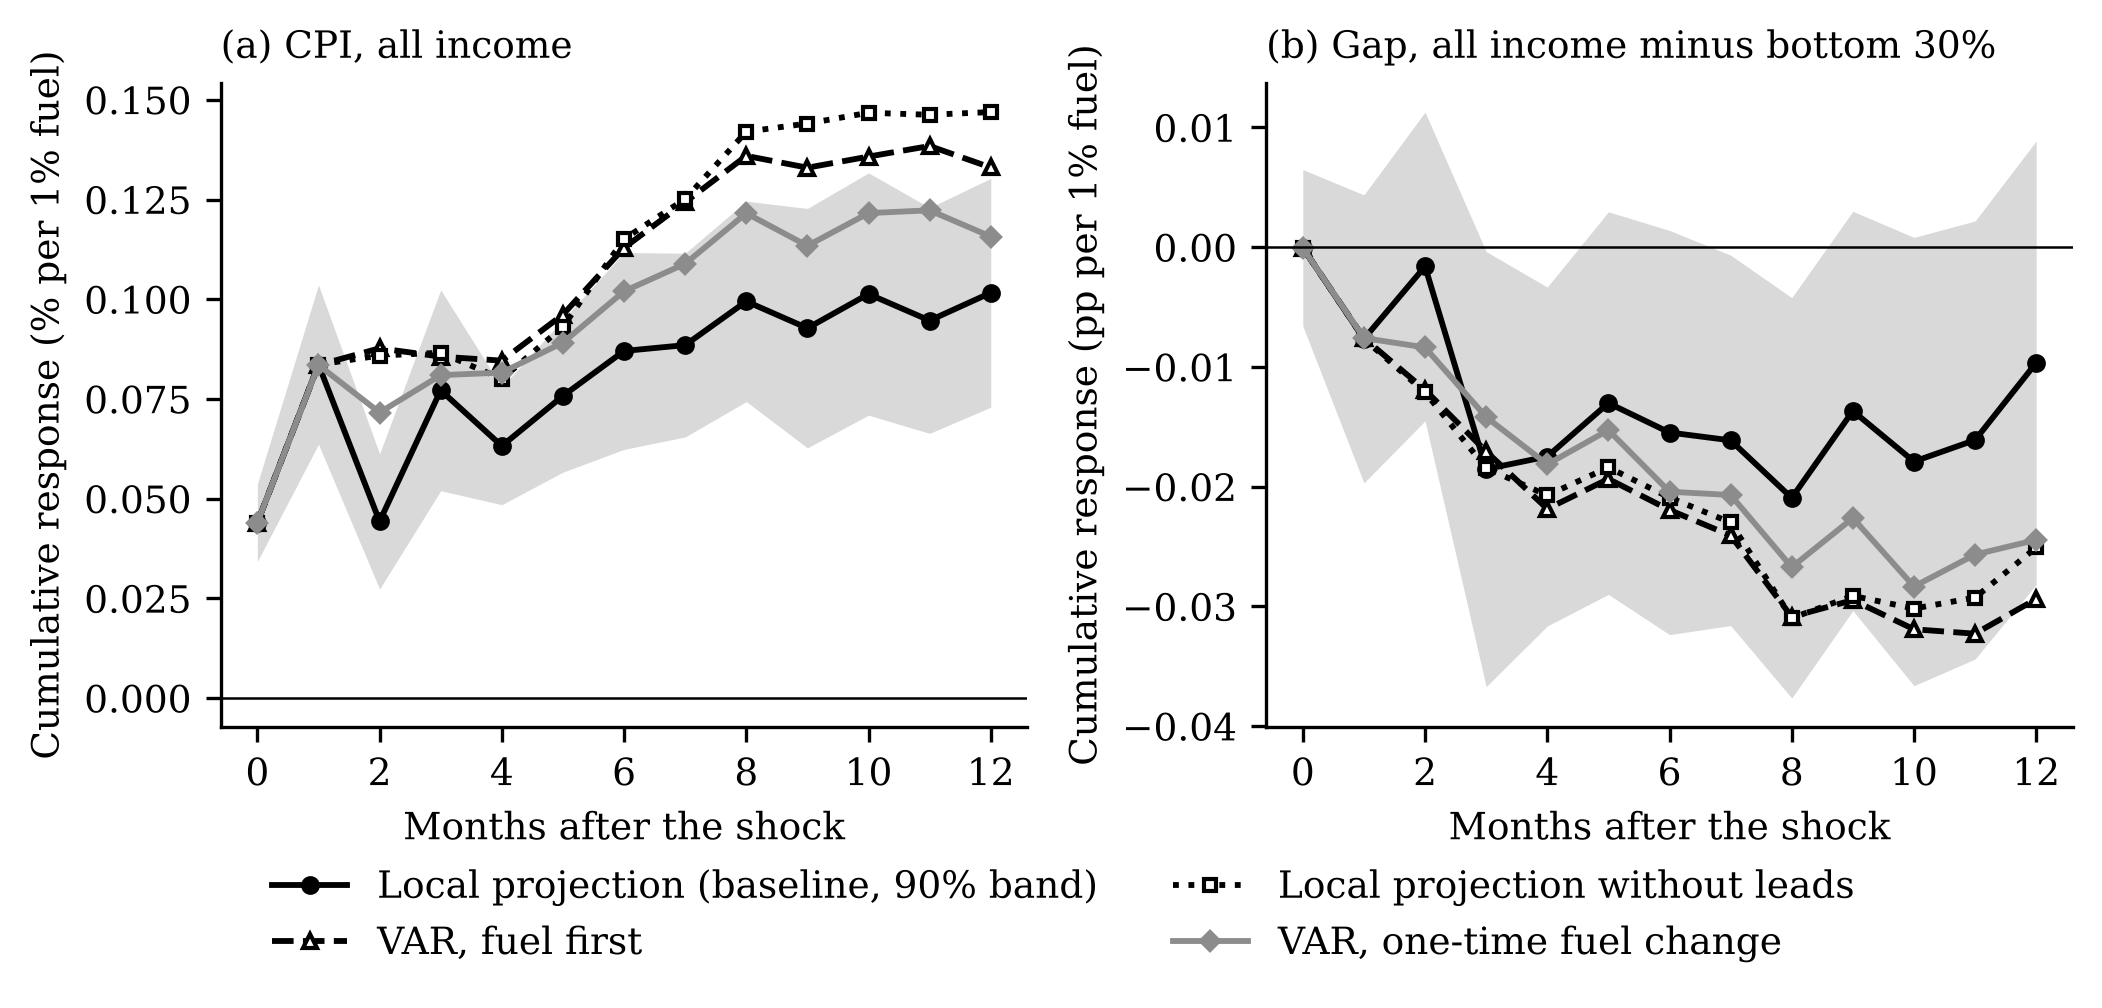 (a) CPI, all income
Cumulative response (% per 1% fuel)
0.150
0.125
0.100
0.075
0.050
0.025
0.000
0 2 4 6 8 10 12
Months after the shock
(b) Gap, all income minus bottom 30%
Cumulative response (pp per 1% fuel)
0.01
0.00
−0.01
−0.02
−0.03
−0.04
0 2 4 6 8 10 12
Months after the shock
Local projection (baseline, 90% band)
VAR, fuel first
Local projection without leads
VAR, one-time fuel change